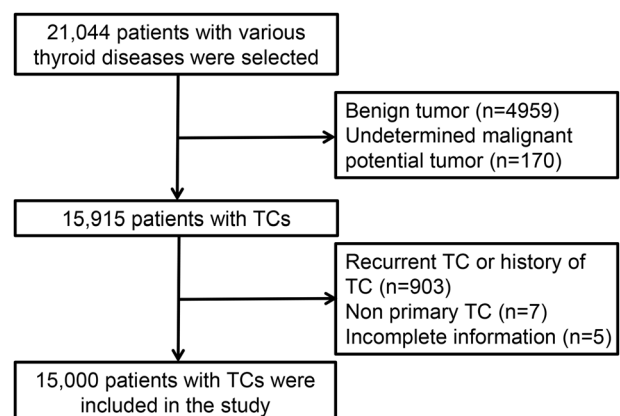 21,044 patients with various
thyroid diseases were selected
Benign tumor (n=4959)
Undetermined malignant
potential tumor (n=170)
15,915 patients with TCs
Recurrent TC or history of
TC (n=903)
Non primary TC (n=7)
Incomplete information (n=5)
15,000 patients with TCs were
included in the study